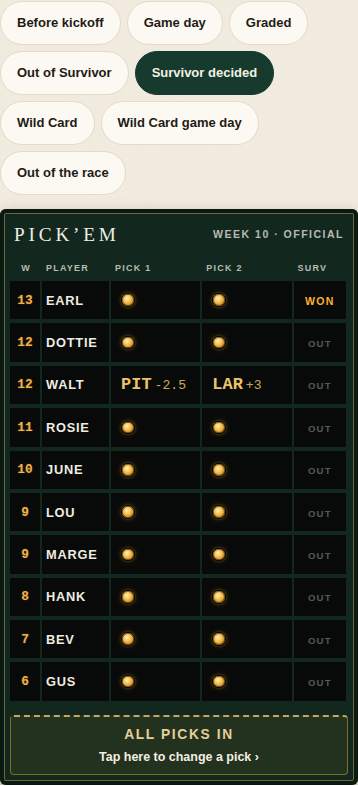 Before kickoff
Game day
Graded
Out of Survivor
Survivor decided
Wild Card
Wild Card game day
Out of the race
PICK’EM
WEEK 10 · OFFICIAL
W PLAYER PICK 1 PICK 2 SURV
13 EARL WON
12 DOTTIE OUT
12 WALT PIT -2.5 LAR +3 OUT
11 ROSIE OUT
10 JUNE OUT
9 LOU OUT
9 MARGE OUT
8 HANK OUT
7 BEV OUT
6 GUS OUT
ALL PICKS IN
Tap here to change a pick ›